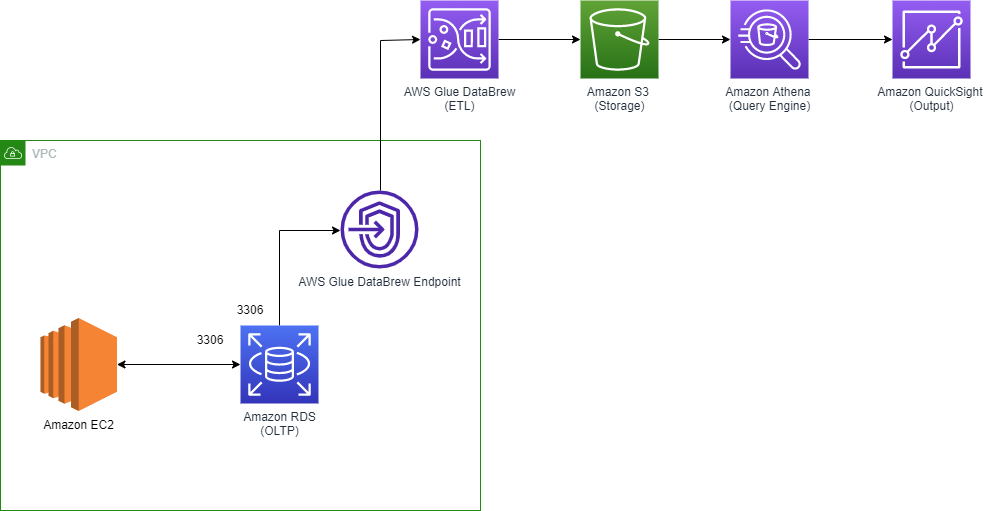 AWS Glue DataBrew
(ETL)
Amazon S3
(Storage)
Amazon Athena
(Query Engine)
Amazon QuickSight
(Output)
VPC
AWS Glue DataBrew Endpoint
3306
3306
Amazon EC2
Amazon RDS
(OLTP)